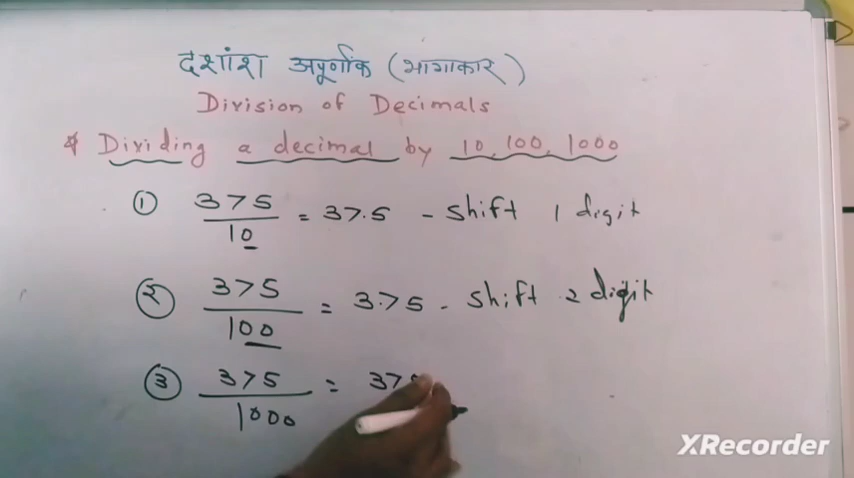 दशांश अपूर्णांक (भागाकार)
Division of Decimals
* Dividing a decimal by 10, 100, 1000
① 375/10 = 37.5 - shift 1 digit
② 375/100 = 3.75 - shift 2 digit
③ 375/1000 = 375
XRecorder